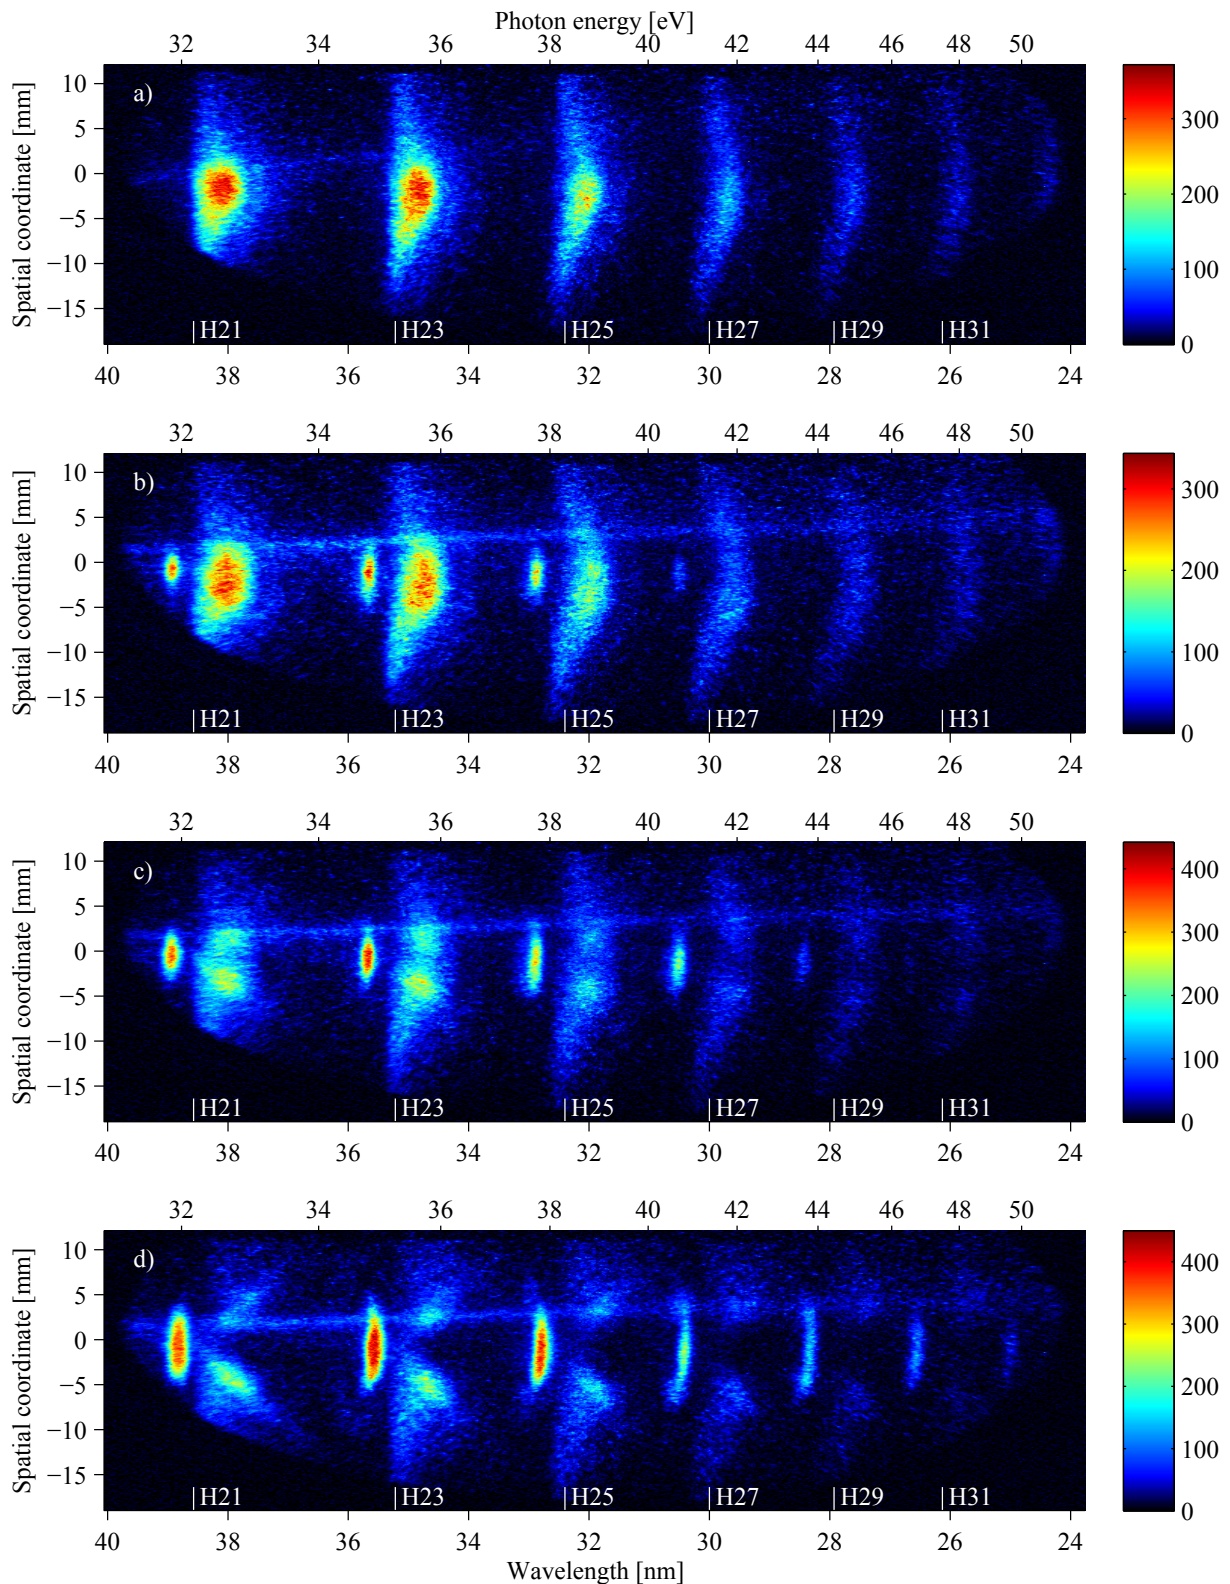 Photon energy [eV]
32 34 36 38 40 42 44 46 48 50
a)
Spatial coordinate [mm]
10
5
0
−5
−10
−15
H21 H23 H25 H27 H29 H31
40 38 36 34 32 30 28 26 24
300
200
100
0
32 34 36 38 40 42 44 46 48 50
b)
Spatial coordinate [mm]
10
5
0
−5
−10
−15
H21 H23 H25 H27 H29 H31
40 38 36 34 32 30 28 26 24
300
200
100
0
32 34 36 38 40 42 44 46 48 50
c)
Spatial coordinate [mm]
10
5
0
−5
−10
−15
H21 H23 H25 H27 H29 H31
40 38 36 34 32 30 28 26 24
400
300
200
100
0
32 34 36 38 40 42 44 46 48 50
d)
Spatial coordinate [mm]
10
5
0
−5
−10
−15
H21 H23 H25 H27 H29 H31
40 38 36 34 32 30 28 26 24
400
300
200
100
0
Wavelength [nm]